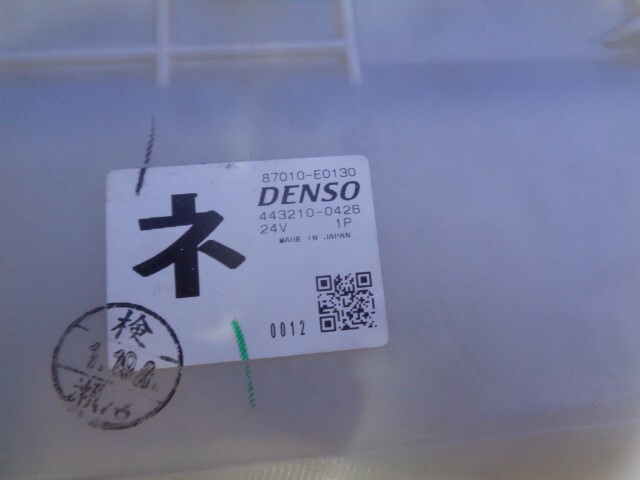 87010-E0130
DENSO
443210-0426
24V 1P
MADE IN JAPAN
ネ
0012
検